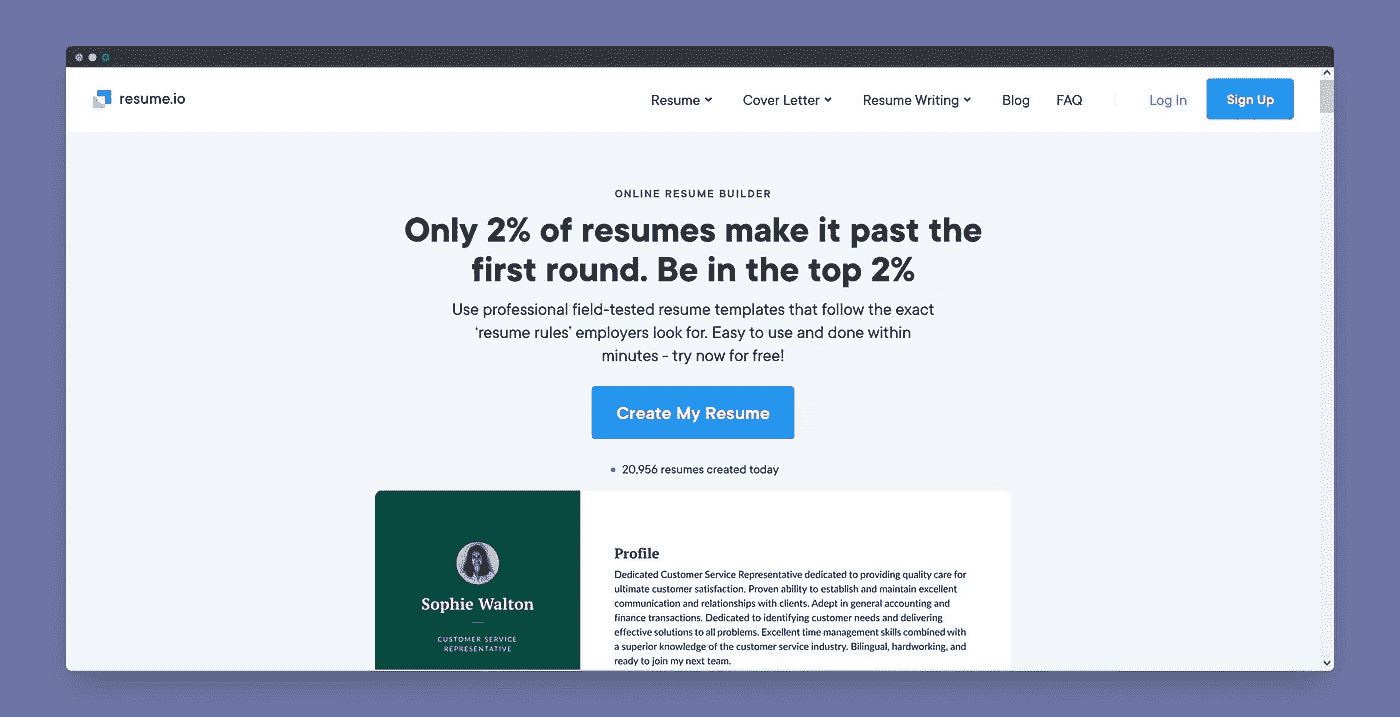 resume.io
Resume Cover Letter Resume Writing Blog FAQ Log In Sign Up
ONLINE RESUME BUILDER
Only 2% of resumes make it past the
first round. Be in the top 2%
Use professional field-tested resume templates that follow the exact
‘resume rules’ employers look for. Easy to use and done within
minutes - try now for free!
Create My Resume
20,956 resumes created today
Sophie Walton
CUSTOMER SERVICE
REPRESENTATIVE
Profile
Dedicated Customer Service Representative dedicated to providing quality care for
ultimate customer satisfaction. Proven ability to establish and maintain excellent
communication and relationships with clients. Adept in general accounting and
finance transactions. Dedicated to identifying customer needs and delivering
effective solutions to all problems. Excellent time management skills combined with
a superior knowledge of the customer service industry. Bilingual, hardworking, and
ready to join my next team.